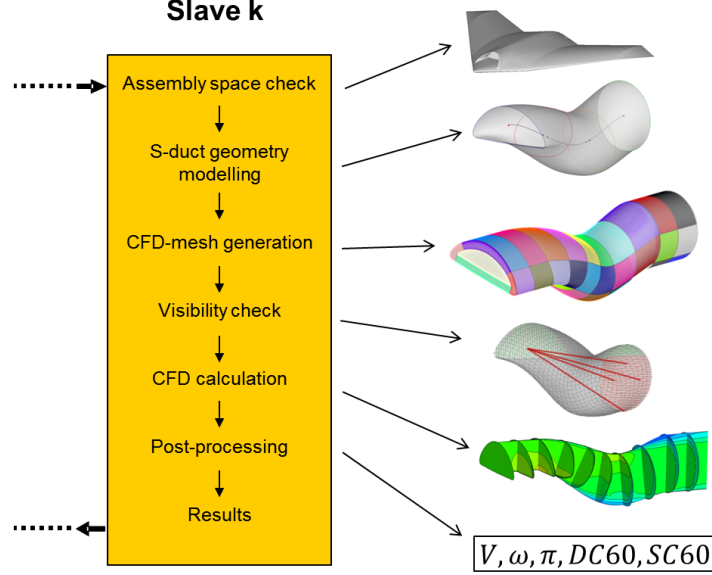 Slave k
Assembly space check
S-duct geometry
modelling
CFD-mesh generation
Visibility check
CFD calculation
Post-processing
Results
V, ω, π, DC60, SC60